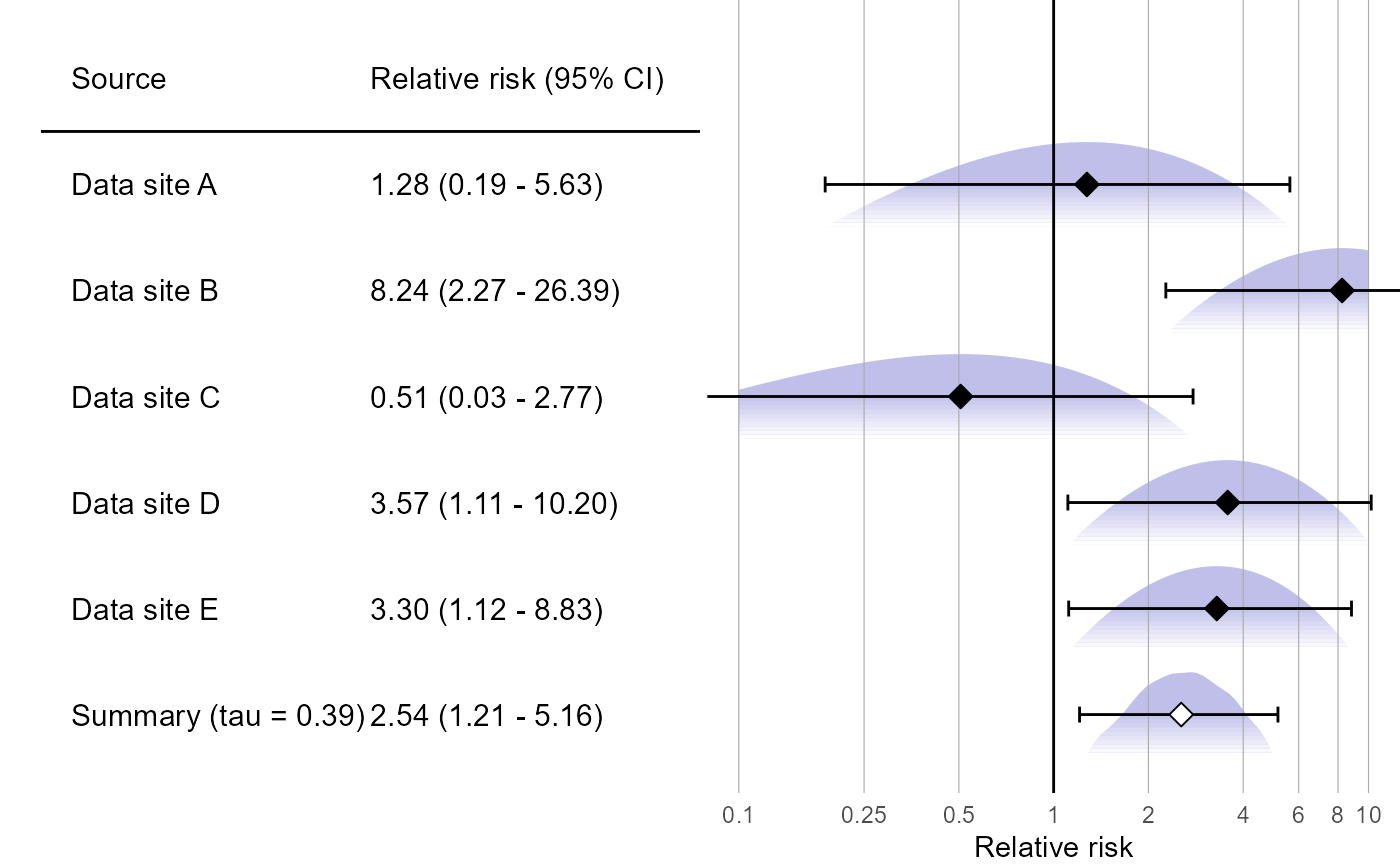 Source Relative risk (95% CI)
Data site A 1.28 (0.19 - 5.63)
Data site B 8.24 (2.27 - 26.39)
Data site C 0.51 (0.03 - 2.77)
Data site D 3.57 (1.11 - 10.20)
Data site E 3.30 (1.12 - 8.83)
Summary (tau = 0.39) 2.54 (1.21 - 5.16)
0.1 0.25 0.5 1 2 4 6 8 10
Relative risk